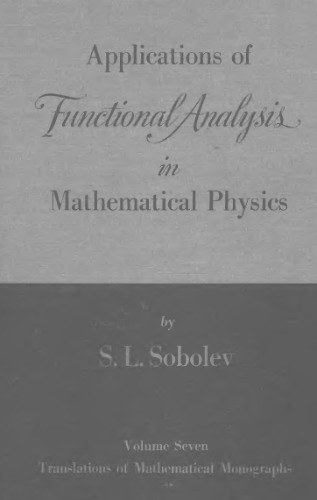 Applications of
Functional Analysis
in
Mathematical Physics
by
S. L. Sobolev
Volume Seven
Translations of Mathematical Monographs